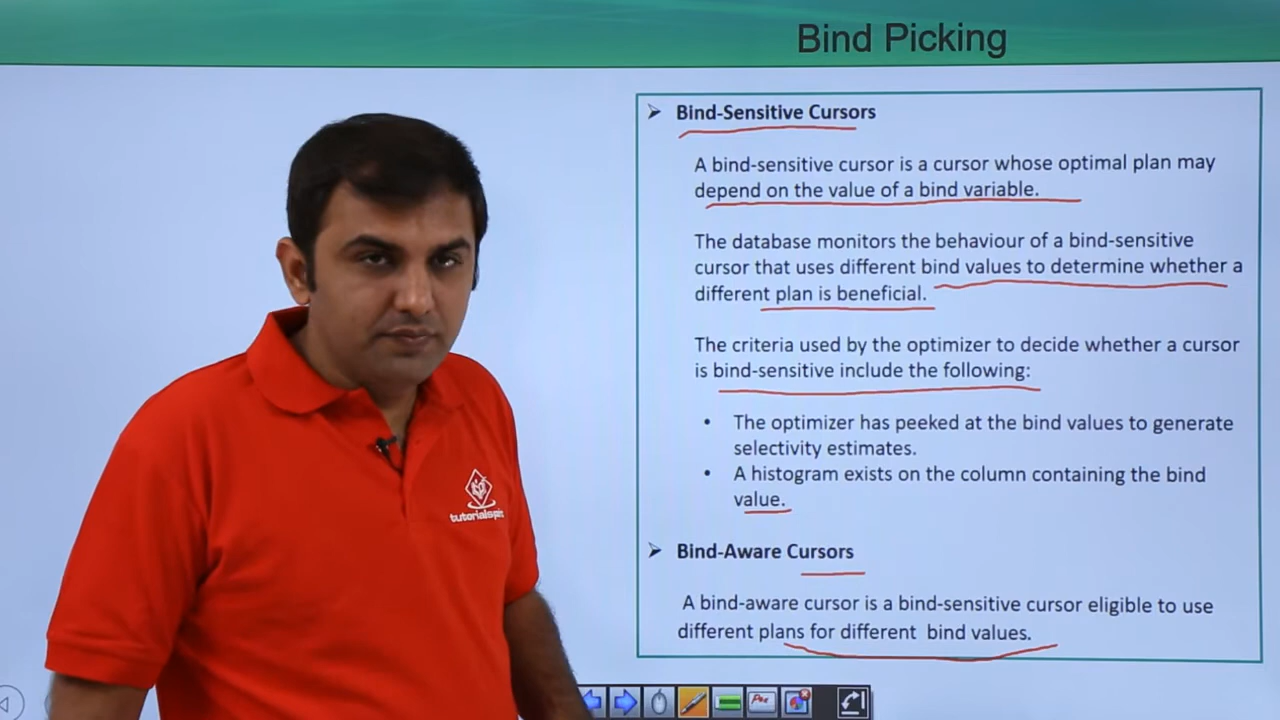 Bind Picking
➢ Bind-Sensitive Cursors
A bind-sensitive cursor is a cursor whose optimal plan may
depend on the value of a bind variable.
The database monitors the behaviour of a bind-sensitive
cursor that uses different bind values to determine whether a
different plan is beneficial.
The criteria used by the optimizer to decide whether a cursor
is bind-sensitive include the following:
• The optimizer has peeked at the bind values to generate
selectivity estimates.
• A histogram exists on the column containing the bind
value.
➢ Bind-Aware Cursors
A bind-aware cursor is a bind-sensitive cursor eligible to use
different plans for different bind values.